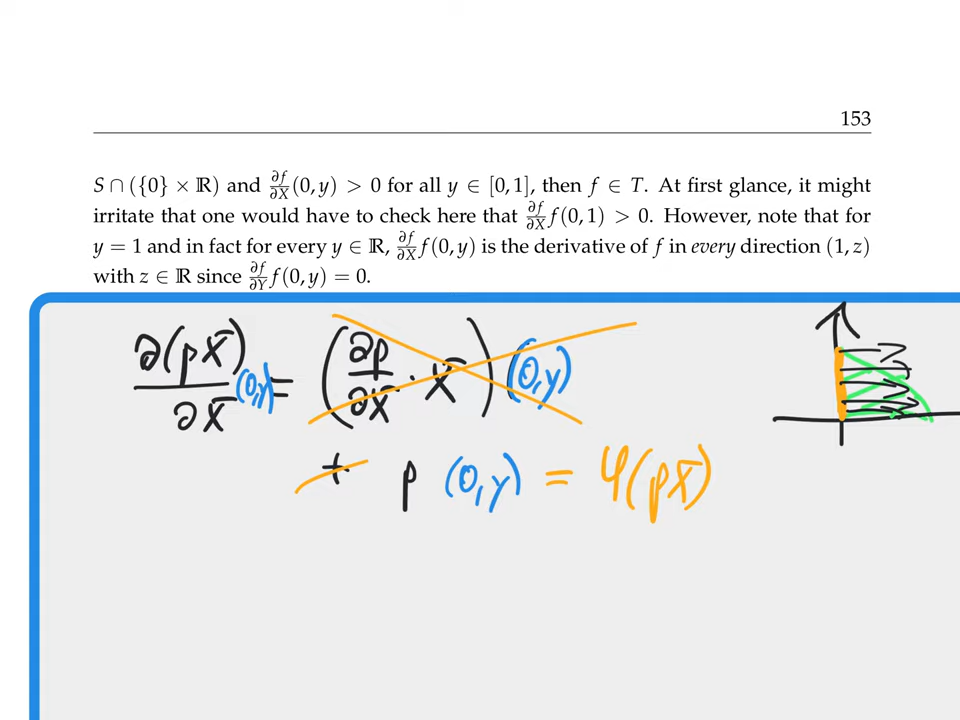 153
S ∩ ({0} × ℝ) and ∂f/∂X (0, y) > 0 for all y ∈ [0, 1], then f ∈ T. At first glance, it might
irritate that one would have to check here that ∂f/∂X f(0, 1) > 0. However, note that for
y = 1 and in fact for every y ∈ ℝ, ∂f/∂X f(0, y) is the derivative of f in every direction (1, z)
with z ∈ ℝ since ∂f/∂Y f(0, y) = 0.
∂(pX̄)/∂X̄ (0,y) = (∂p/∂X̄ · X̄) (0,y)
+ p (0,y) = φ(pX̄)